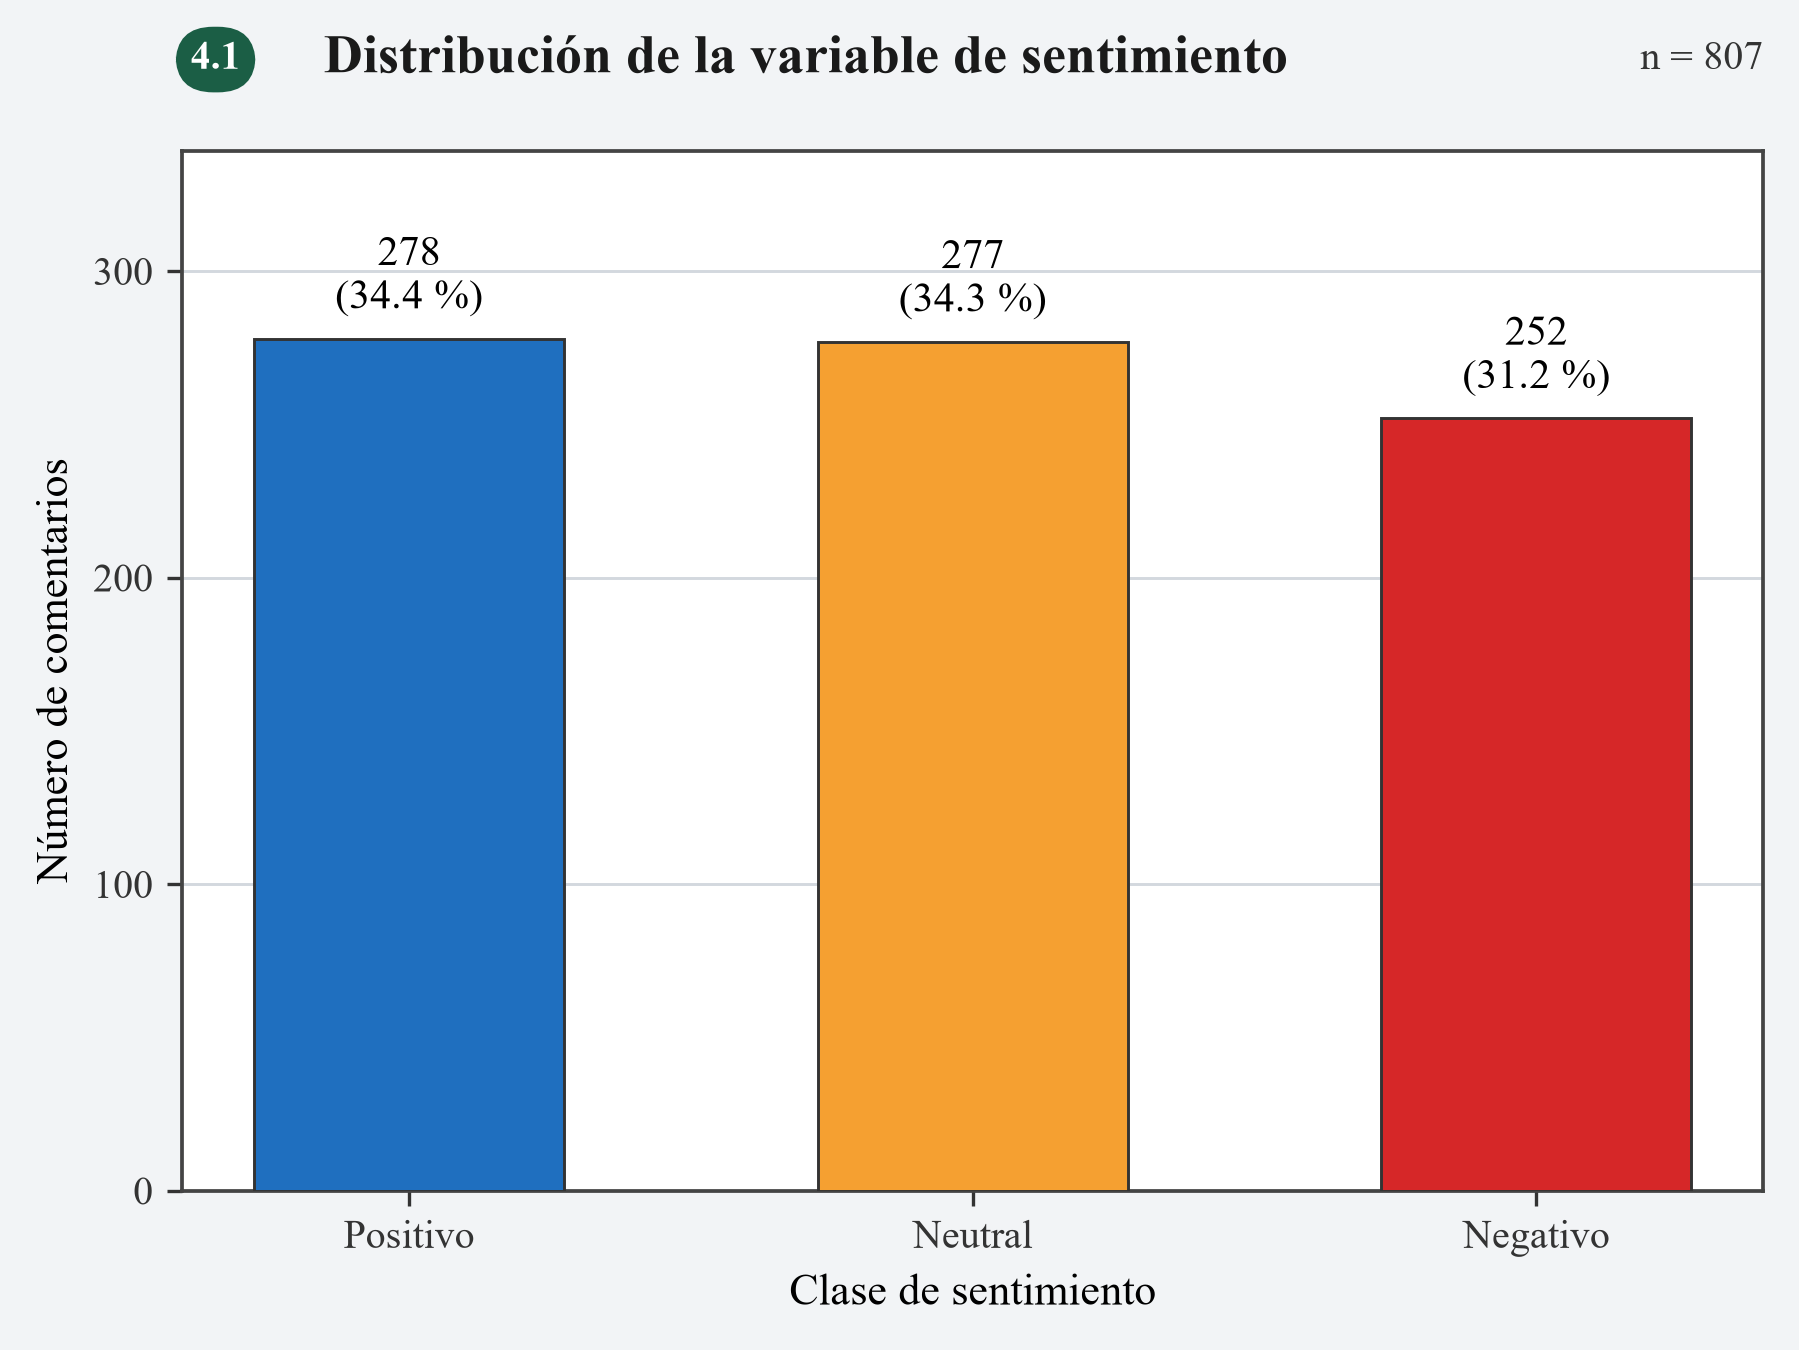 4.1 Distribución de la variable de sentimiento n = 807
278
(34.4 %)
277
(34.3 %)
252
(31.2 %)
300
200
100
0
Número de comentarios
Positivo Neutral Negativo
Clase de sentimiento